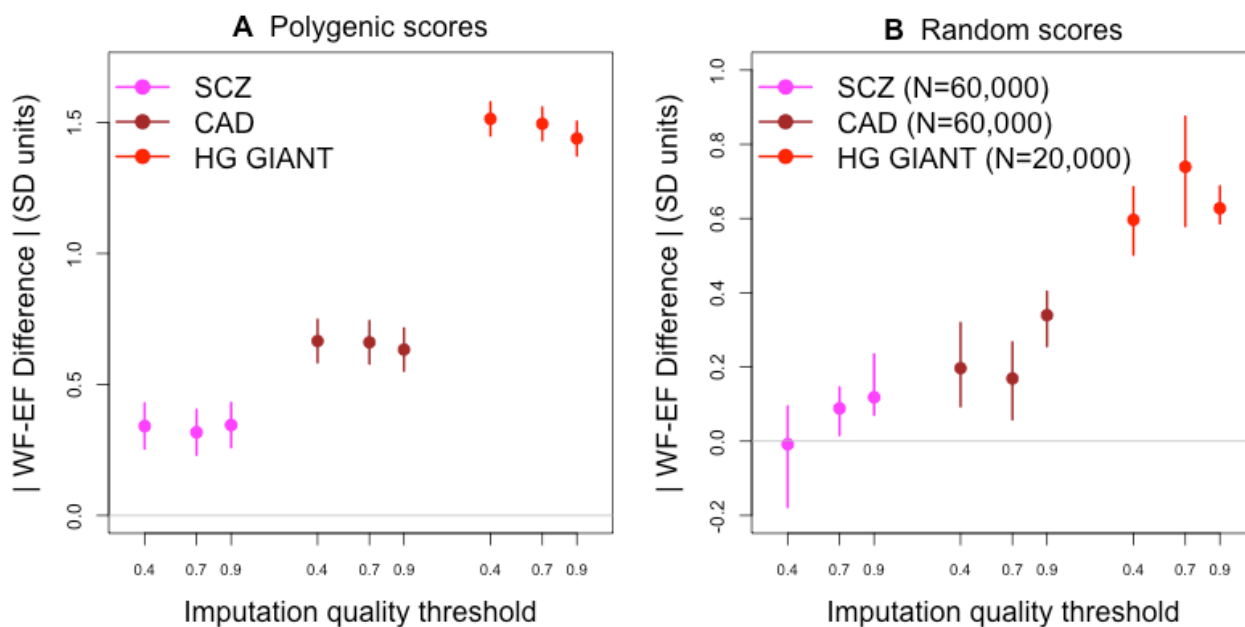 A Polygenic scores
| WF-EF Difference | (SD units)
1.5
1.0
0.5
0.0
SCZ
CAD
HG GIANT
0.4 0.7 0.9 0.4 0.7 0.9 0.4 0.7 0.9
Imputation quality threshold
B Random scores
| WF-EF Difference | (SD units)
1.0
0.8
0.6
0.4
0.2
0.0
-0.2
SCZ (N=60,000)
CAD (N=60,000)
HG GIANT (N=20,000)
0.4 0.7 0.9 0.4 0.7 0.9 0.4 0.7 0.9
Imputation quality threshold